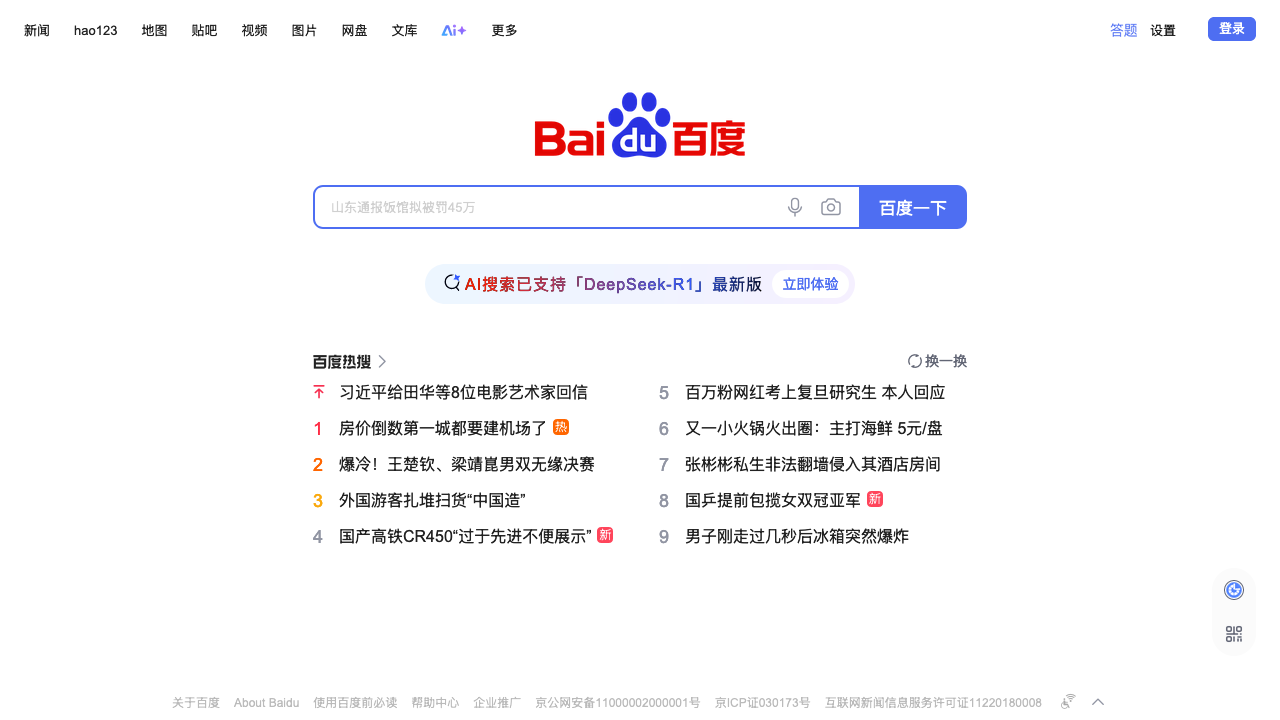 新闻 hao123 地图 贴吧 视频 图片 网盘 文库 Ai+ 更多 答题 设置 登录
Baidu百度
山东通报饭馆拟被罚45万 百度一下
AI搜索已支持「DeepSeek-R1」最新版 立即体验
百度热搜 换一换
习近平给田华等8位电影艺术家回信
1 房价倒数第一城都要建机场了 热
2 爆冷！王楚钦、梁靖崑男双无缘决赛
3 外国游客扎堆扫货“中国造”
4 国产高铁CR450“过于先进不便展示” 新
5 百万粉网红考上复旦研究生 本人回应
6 又一小火锅火出圈：主打海鲜 5元/盘
7 张彬彬私生非法翻墙侵入其酒店房间
8 国乒提前包揽女双冠亚军 新
9 男子刚走过几秒后冰箱突然爆炸
关于百度 About Baidu 使用百度前必读 帮助中心 企业推广 京公网安备11000002000001号 京ICP证030173号 互联网新闻信息服务许可证11220180008